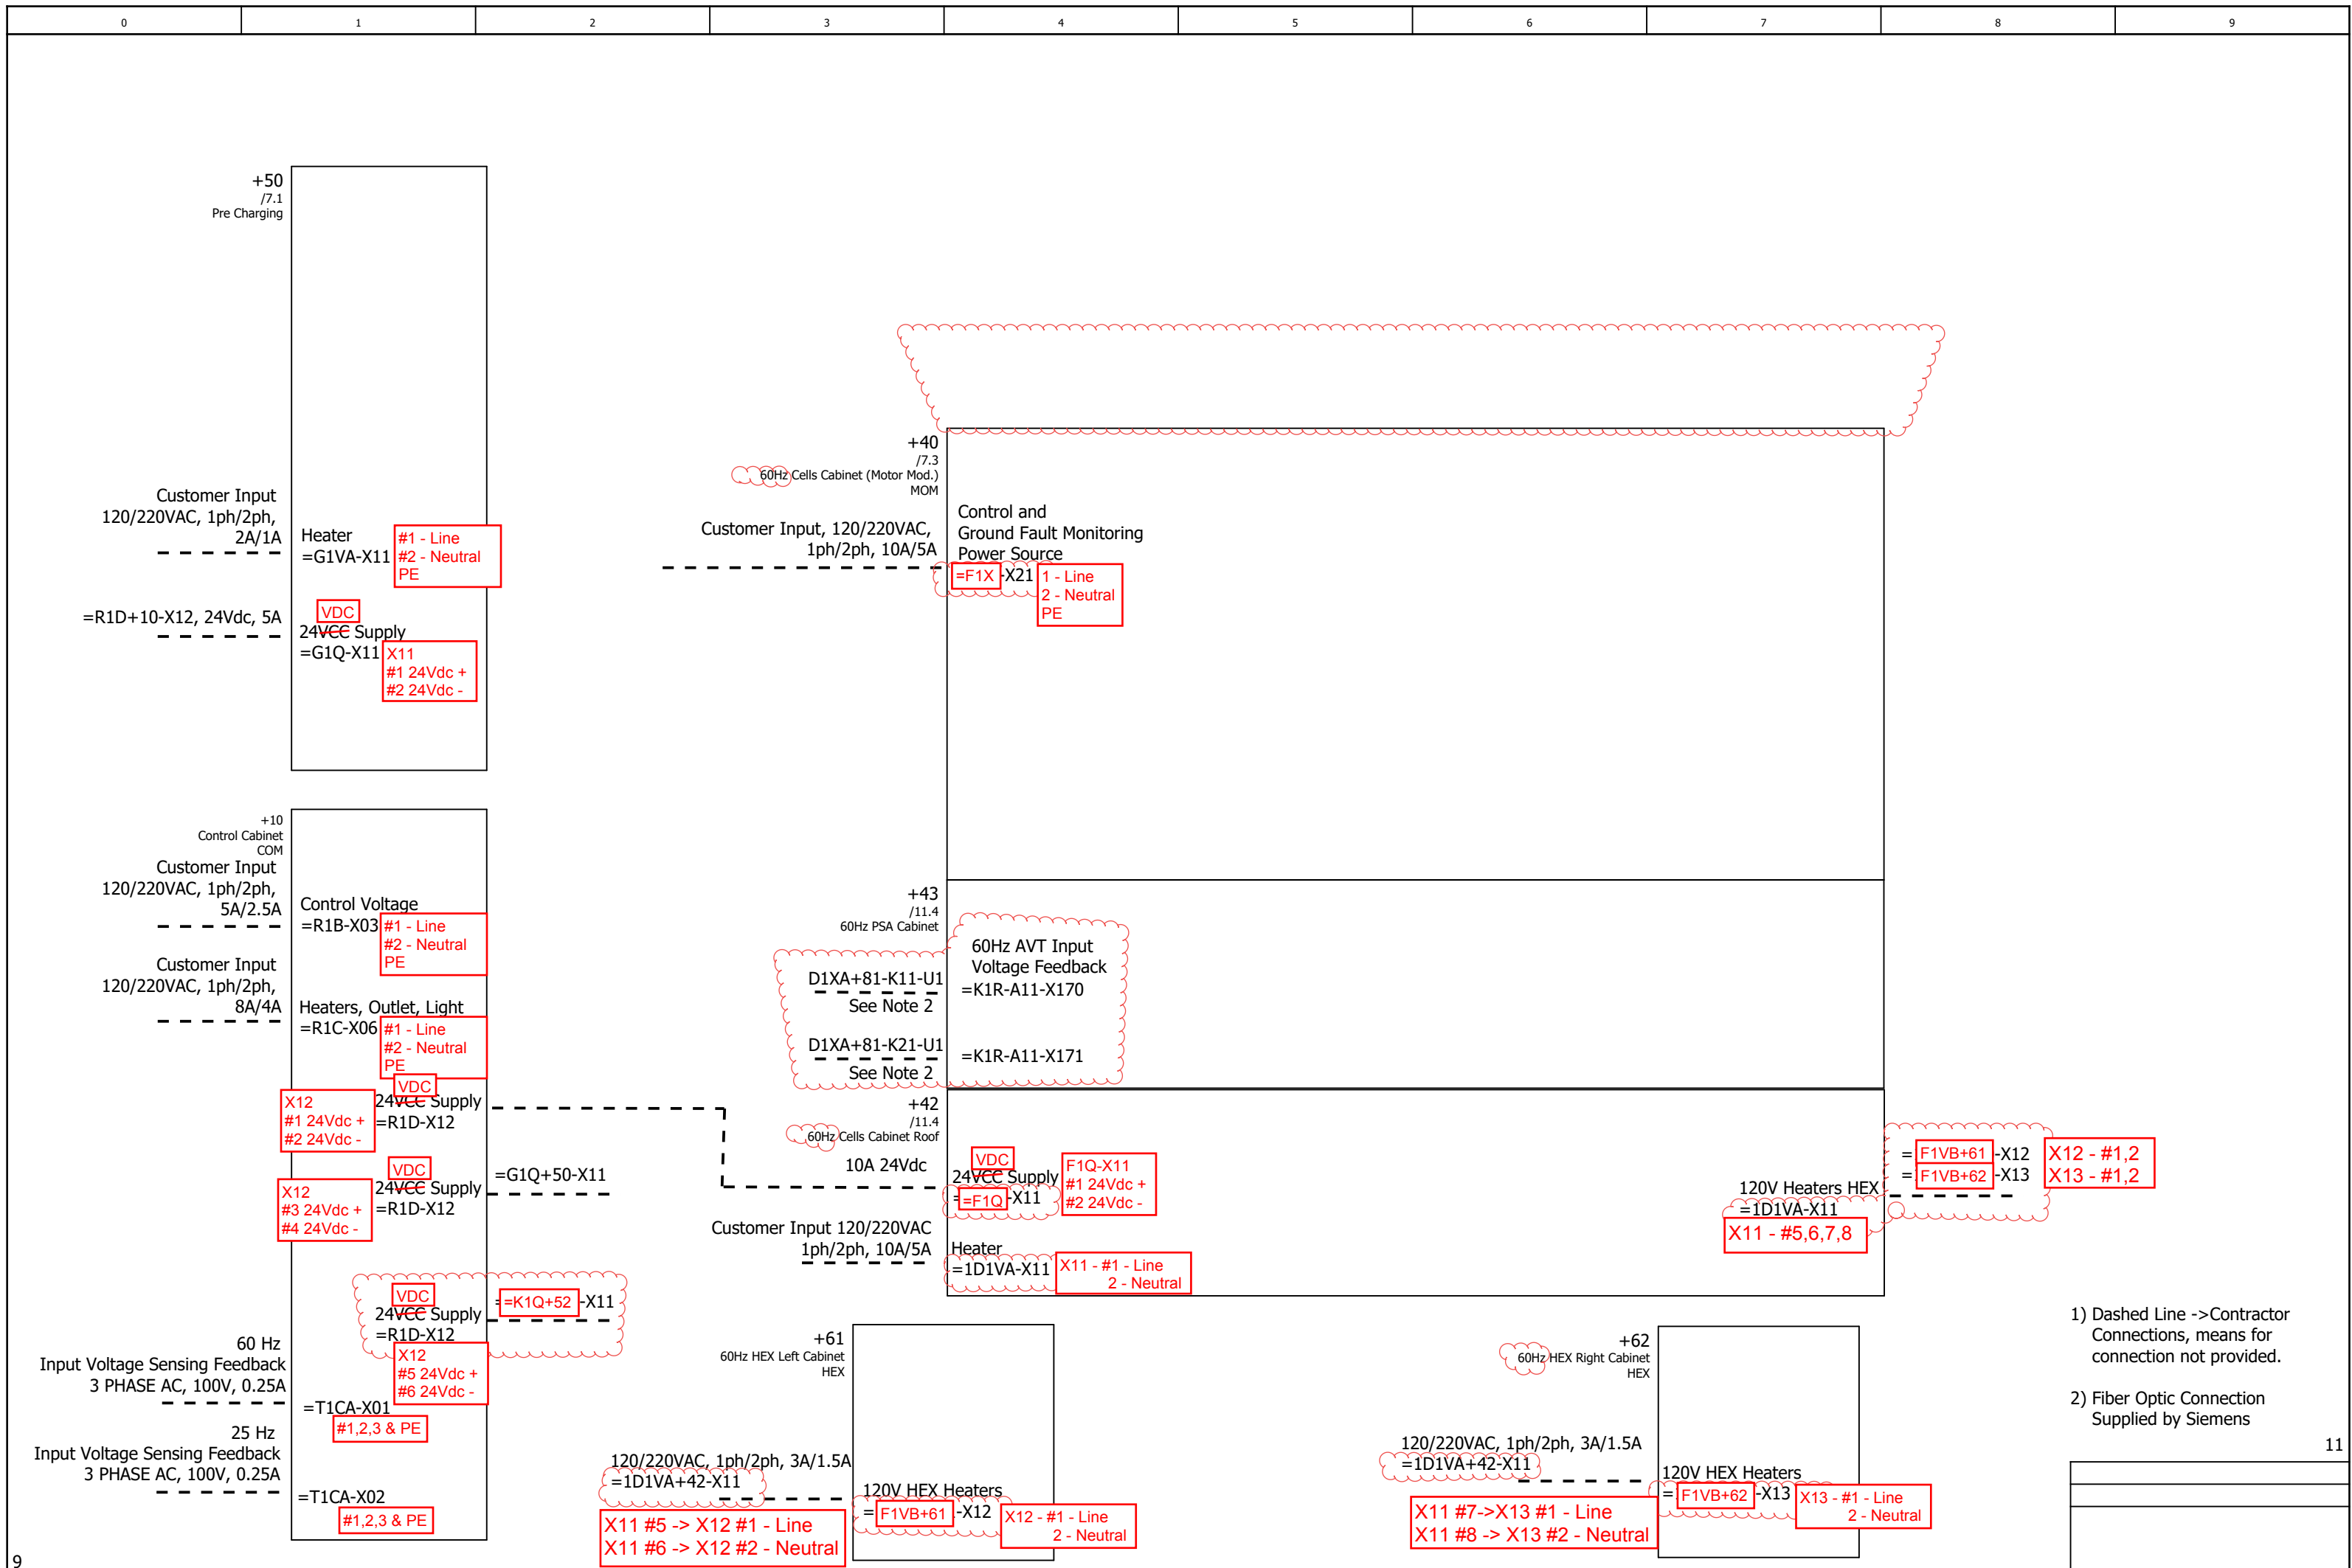 0 1 2 3 4 5 6 7 8 9
+50
/7.1
Pre Charging
Customer Input
120/220VAC, 1ph/2ph,
2A/1A
Heater
=G1VA-X11
#1 - Line
#2 - Neutral
PE
=R1D+10-X12, 24Vdc, 5A
VDC
24VCC Supply
=G1Q-X11
X11
#1 24Vdc +
#2 24Vdc -
+40
/7.3
60Hz Cells Cabinet (Motor Mod.)
MOM
Customer Input, 120/220VAC,
1ph/2ph, 10A/5A
Control and
Ground Fault Monitoring
Power Source
=F1X -X21
1 - Line
2 - Neutral
PE
+10
Control Cabinet
COM
Customer Input
120/220VAC, 1ph/2ph,
5A/2.5A
Control Voltage
=R1B-X03
#1 - Line
#2 - Neutral
PE
Customer Input
120/220VAC, 1ph/2ph,
8A/4A
Heaters, Outlet, Light
=R1C-X06
#1 - Line
#2 - Neutral
PE
VDC
24VCC Supply
=R1D-X12
X12
#1 24Vdc +
#2 24Vdc -
VDC
24VCC Supply
=R1D-X12
X12
#3 24Vdc +
#4 24Vdc -
=G1Q+50-X11
VDC
24VCC Supply
=R1D-X12
X12
#5 24Vdc +
#6 24Vdc -
=K1Q+52 -X11
60 Hz
Input Voltage Sensing Feedback
3 PHASE AC, 100V, 0.25A
=T1CA-X01
#1,2,3 & PE
25 Hz
Input Voltage Sensing Feedback
3 PHASE AC, 100V, 0.25A
=T1CA-X02
#1,2,3 & PE
+43
/11.4
60Hz PSA Cabinet
60Hz AVT Input
Voltage Feedback
D1XA+81-K11-U1
=K1R-A11-X170
See Note 2
D1XA+81-K21-U1
=K1R-A11-X171
See Note 2
+42
/11.4
60Hz Cells Cabinet Roof
10A 24Vdc
VDC
24VCC Supply
=F1Q -X11
F1Q-X11
#1 24Vdc +
#2 24Vdc -
Customer Input 120/220VAC
1ph/2ph, 10A/5A
Heater
=1D1VA-X11
X11 - #1 - Line
2 - Neutral
120V Heaters HEX
=1D1VA-X11
X11 - #5,6,7,8
= F1VB+61 -X12
= F1VB+62 -X13
X12 - #1,2
X13 - #1,2
+61
60Hz HEX Left Cabinet
HEX
120/220VAC, 1ph/2ph, 3A/1.5A
=1D1VA+42-X11
X11 #5 -> X12 #1 - Line
X11 #6 -> X12 #2 - Neutral
120V HEX Heaters
= F1VB+61 -X12
X12 - #1 - Line
2 - Neutral
+62
60Hz HEX Right Cabinet
HEX
120/220VAC, 1ph/2ph, 3A/1.5A
=1D1VA+42-X11
X11 #7->X13 #1 - Line
X11 #8 -> X13 #2 - Neutral
120V HEX Heaters
= F1VB+62 -X13
X13 - #1 - Line
2 - Neutral
1) Dashed Line ->Contractor
Connections, means for
connection not provided.
2) Fiber Optic Connection
Supplied by Siemens
11
9